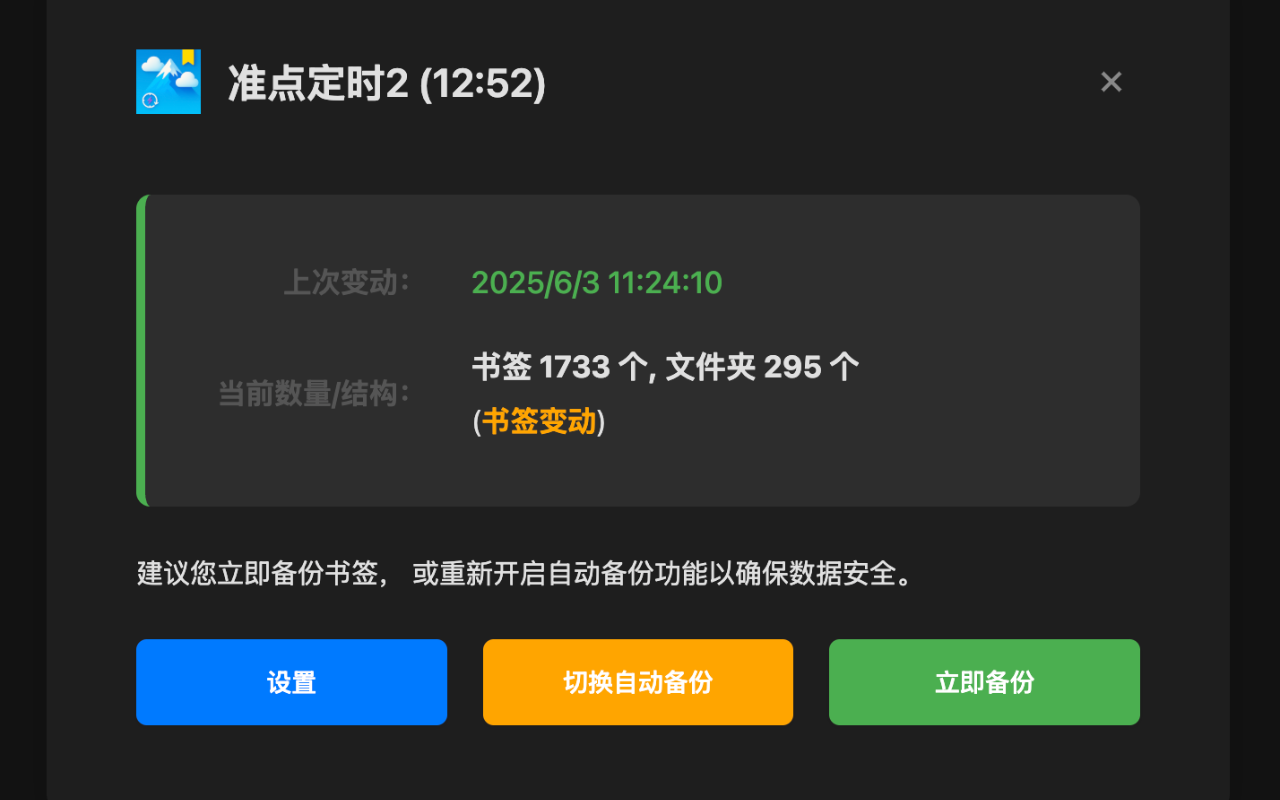 准点定时2 (12:52)
×
上次变动： 2025/6/3 11:24:10
当前数量/结构： 书签 1733 个, 文件夹 295 个
(书签变动)
建议您立即备份书签， 或重新开启自动备份功能以确保数据安全。
设置 切换自动备份 立即备份